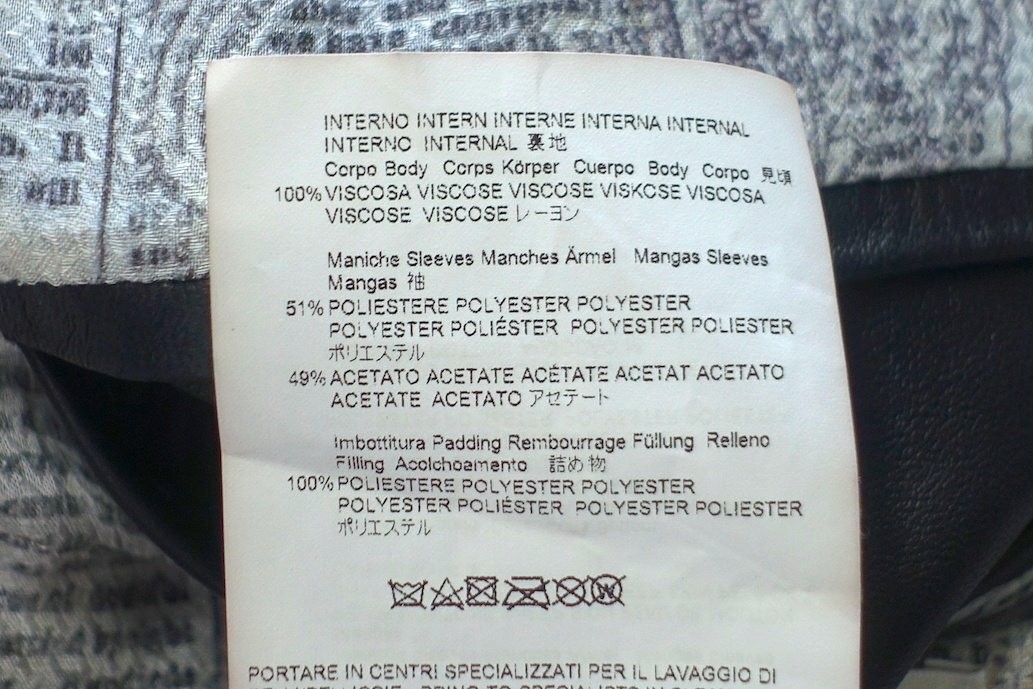 INTERNO INTERN INTERNE INTERNA INTERNAL
INTERNO INTERNAL 裏地
Corpo Body Corps Körper Cuerpo Body Corpo 見頃
100% VISCOSA VISCOSE VISCOSE VISKOSE VISCOSA
VISCOSE VISCOSE レーヨン
Maniche Sleeves Manches Ärmel Mangas Sleeves
Mangas 袖
51% POLIESTERE POLYESTER POLYESTER
POLYESTER POLIÉSTER POLYESTER POLIESTER
ポリエステル
49% ACETATO ACETATE ACÉTATE ACETAT ACETATO
ACETATE ACETATO アセテート
Imbottitura Padding Rembourrage Füllung Relleno
Filling Acolchoamento 詰め物
100% POLIESTERE POLYESTER POLYESTER
POLYESTER POLIÉSTER POLYESTER POLIESTER
ポリエステル
W
PORTARE IN CENTRI SPECIALIZZATI PER IL LAVAGGIO DI